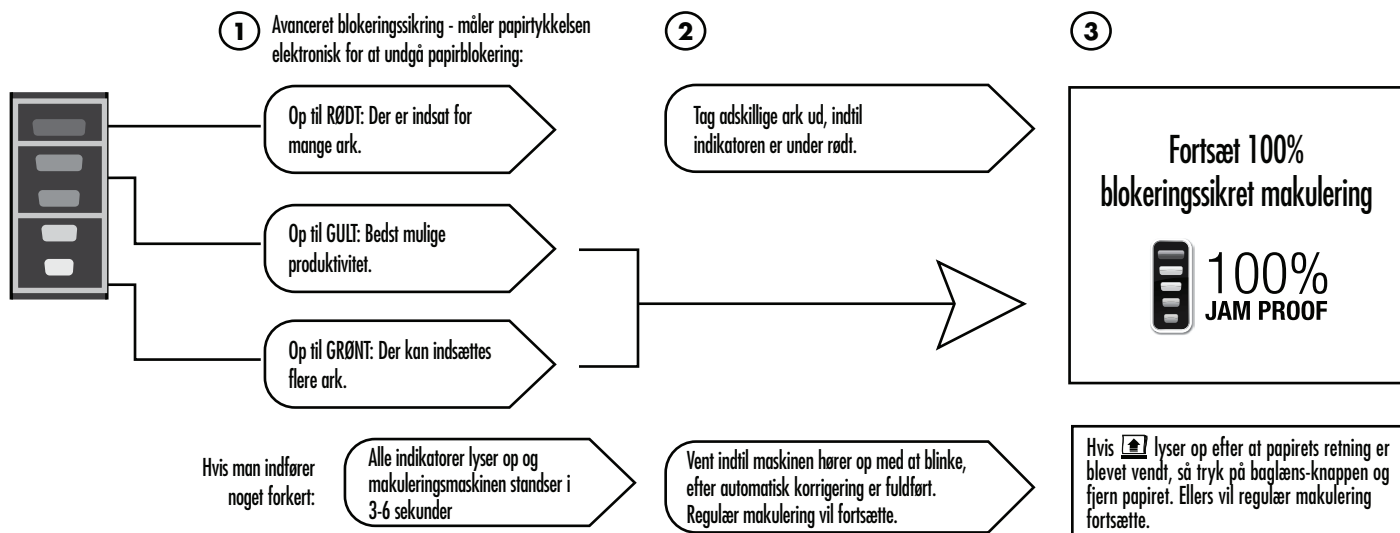 1
Avanceret blokeringssikring - måler papirtykkelsen
elektronisk for at undgå papirblokering:
Op til RØDT: Der er indsat for
mange ark.
Op til GULT: Bedst mulige
produktivitet.
Op til GRØNT: Der kan indsættes
flere ark.
2
Tag adskillige ark ud, indtil
indikatoren er under rødt.
3
Fortsæt 100%
blokeringssikret makulering
100%
JAM PROOF
Hvis man indfører
noget forkert:
Alle indikatorer lyser op og
makuleringsmaskinen standser i
3-6 sekunder
Vent indtil maskinen hører op med at blinke,
efter automatisk korrigering er fuldført.
Regulær makulering vil fortsætte.
Hvis lyser op efter at papirets retning er
blevet vendt, så tryk på baglæns-knappen og
fjern papiret. Ellers vil regulær makulering
fortsætte.